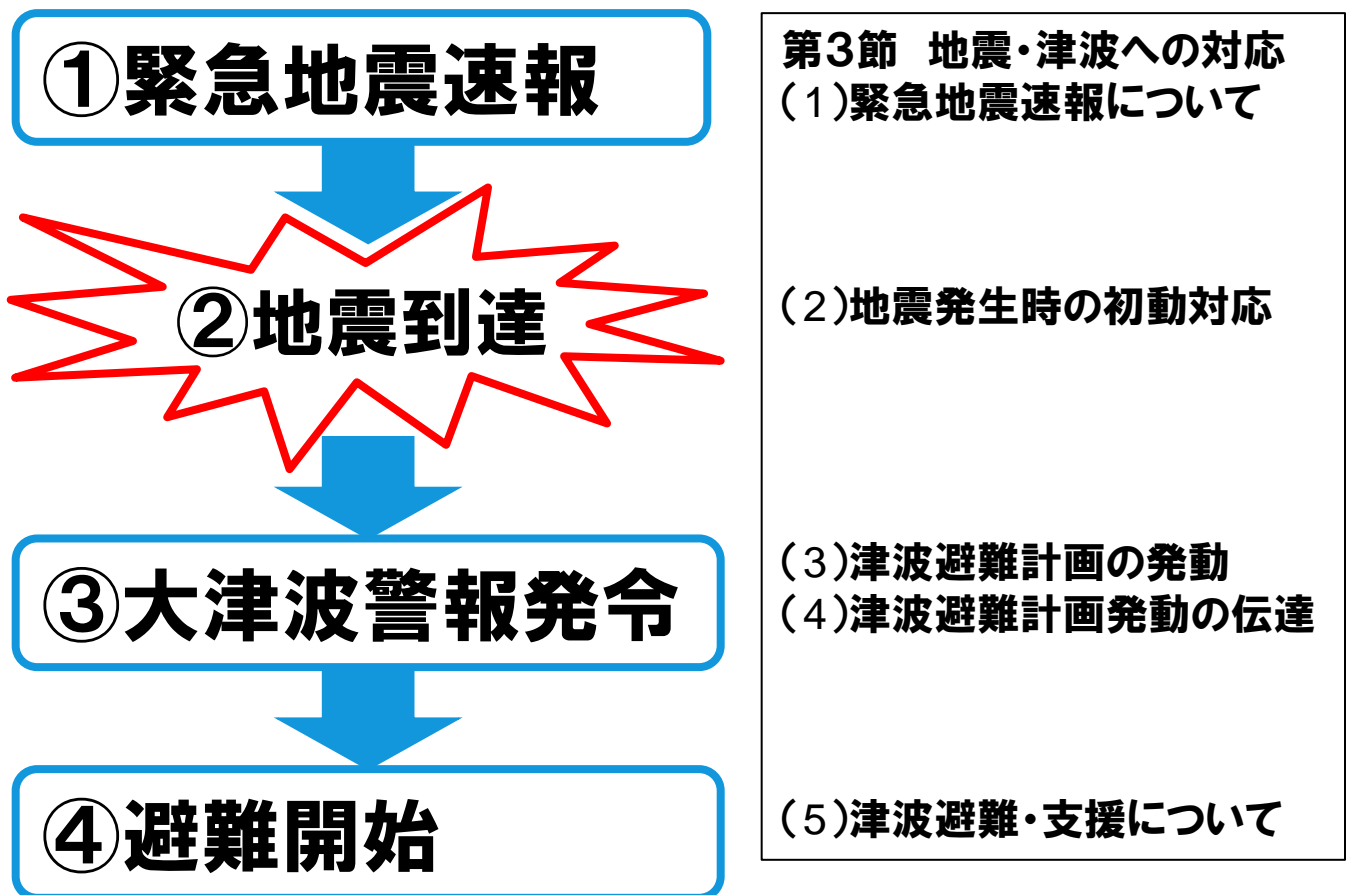 ①緊急地震速報
②地震到達
③大津波警報発令
④避難開始
第3節 地震・津波への対応
(1)緊急地震速報について
(2)地震発生時の初動対応
(3)津波避難計画の発動
(4)津波避難計画発動の伝達
(5)津波避難・支援について